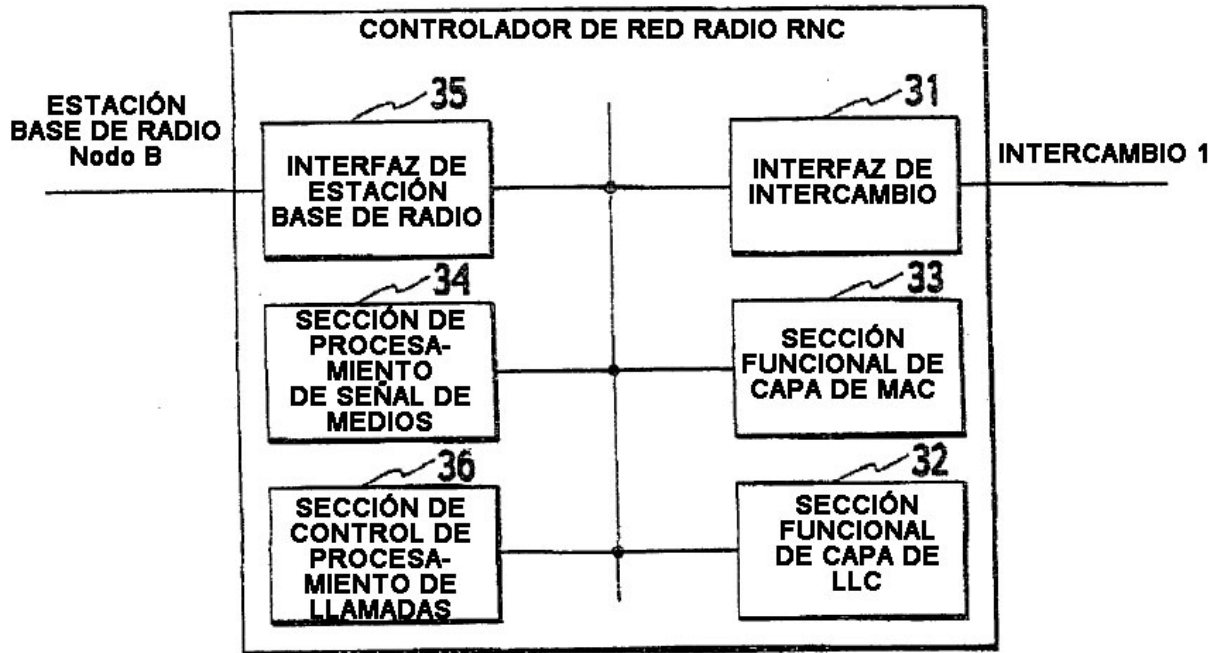 CONTROLADOR DE RED RADIO RNC
ESTACIÓN
BASE DE RADIO
Nodo B
35
INTERFAZ DE
ESTACIÓN
BASE DE RADIO
31
INTERFAZ DE
INTERCAMBIO
INTERCAMBIO 1
34
SECCIÓN DE
PROCESA-
MIENTO
DE SEÑAL DE
MEDIOS
33
SECCIÓN
FUNCIONAL DE
CAPA DE MAC
36
SECCIÓN DE
CONTROL DE
PROCESA-
MIENTO DE
LLAMADAS
32
SECCIÓN
FUNCIONAL
DE CAPA DE
LLC